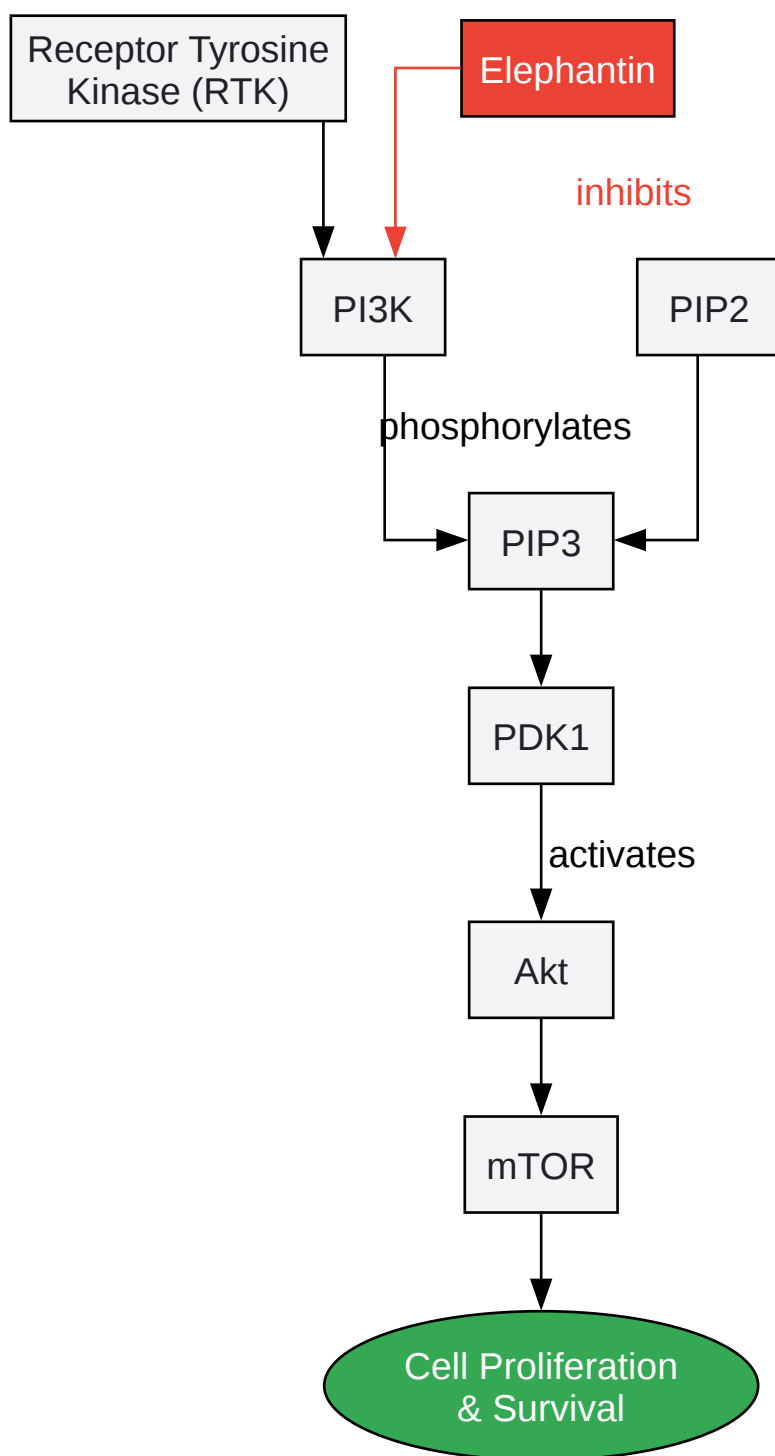 Receptor Tyrosine
Kinase (RTK)
Elephantin
inhibits
PI3K
PIP2
phosphorylates
PIP3
PDK1
activates
Akt
mTOR
Cell Proliferation
& Survival